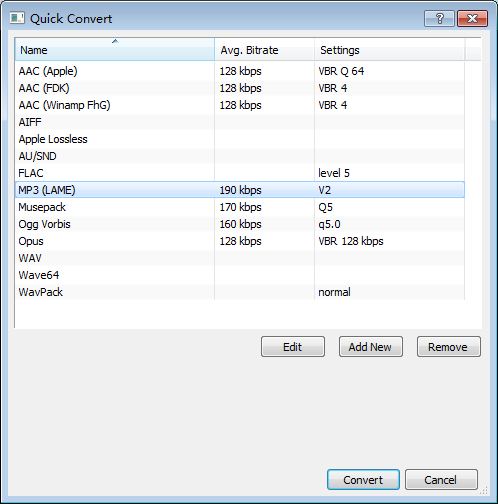 Quick Convert
Name Avg. Bitrate Settings
AAC (Apple) 128 kbps VBR Q 64
AAC (FDK) 128 kbps VBR 4
AAC (Winamp FhG) 128 kbps VBR 4
AIFF
Apple Lossless
AU/SND
FLAC level 5
MP3 (LAME) 190 kbps V2
Musepack 170 kbps Q5
Ogg Vorbis 160 kbps q5.0
Opus 128 kbps VBR 128 kbps
WAV
Wave64
WavPack normal
Edit Add New Remove
Convert Cancel